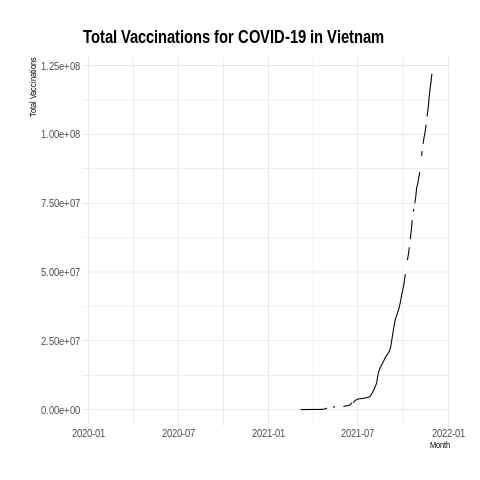 Total Vaccinations for COVID-19 in Vietnam
Total Vaccinations
1.25e+08
1.00e+08
7.50e+07
5.00e+07
2.50e+07
0.00e+00
2020-01 2020-07 2021-01 2021-07 2022-01
Month